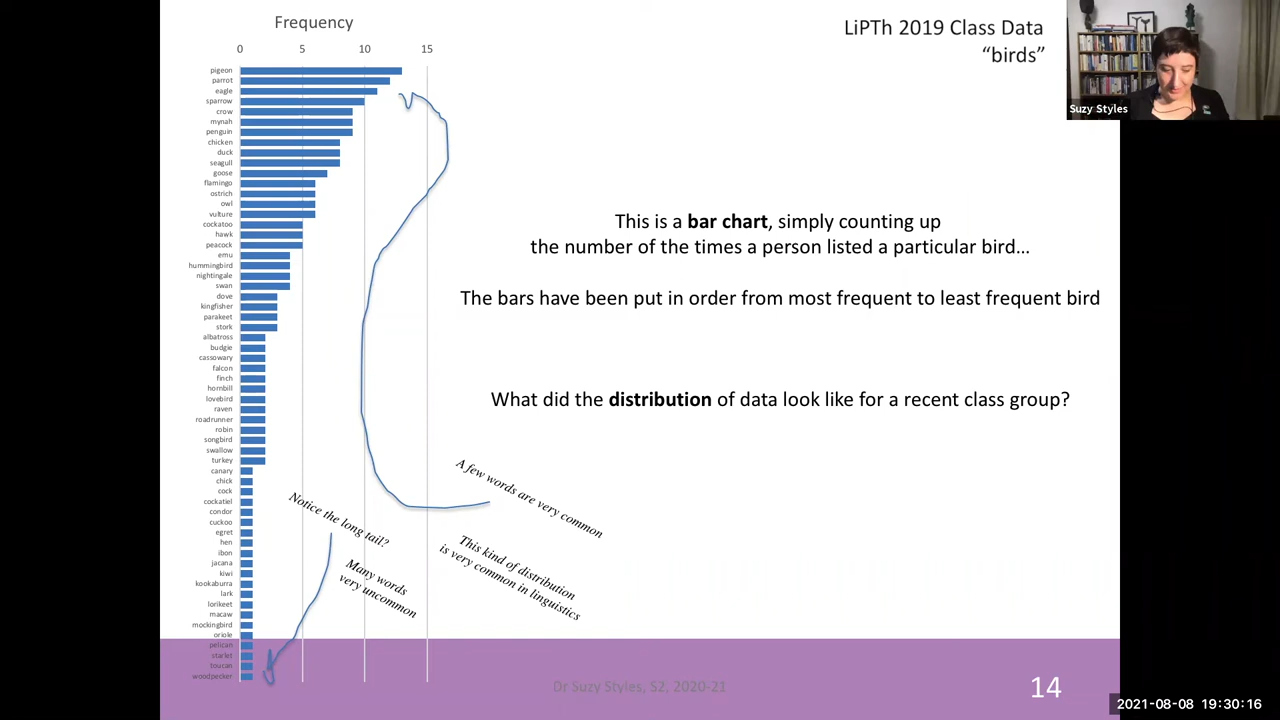 Frequency
0 5 10 15
pigeon
parrot
eagle
sparrow
crow
mynah
penguin
chicken
duck
seagull
goose
flamingo
ostrich
owl
vulture
cockatoo
hawk
peacock
emu
hummingbird
nightingale
swan
dove
kingfisher
parakeet
stork
albatross
budgie
cassowary
falcon
finch
hornbill
lovebird
raven
roadrunner
robin
songbird
swallow
turkey
canary
chick
cock
cockatiel
condor
cuckoo
egret
hen
ibon
jacana
kiwi
kookaburra
lark
lorikeet
macaw
mockingbird
oriole
pelican
starlet
toucan
woodpecker
LiPTh 2019 Class Data
“birds”
Suzy Styles
This is a bar chart, simply counting up
the number of the times a person listed a particular bird...
The bars have been put in order from most frequent to least frequent bird
What did the distribution of data look like for a recent class group?
A few words are very common
Notice the long tail?
Many words
very uncommon
This kind of distribution
is very common in linguistics
Dr Suzy Styles, S2, 2020-21
14
2021-08-08 19:30:16